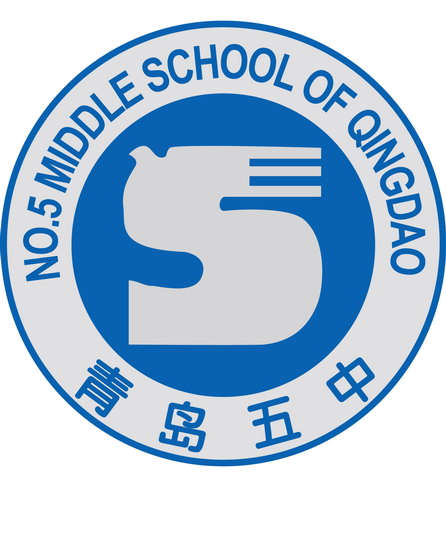 NO.5 MIDDLE SCHOOL OF QINGDAO
青岛五中